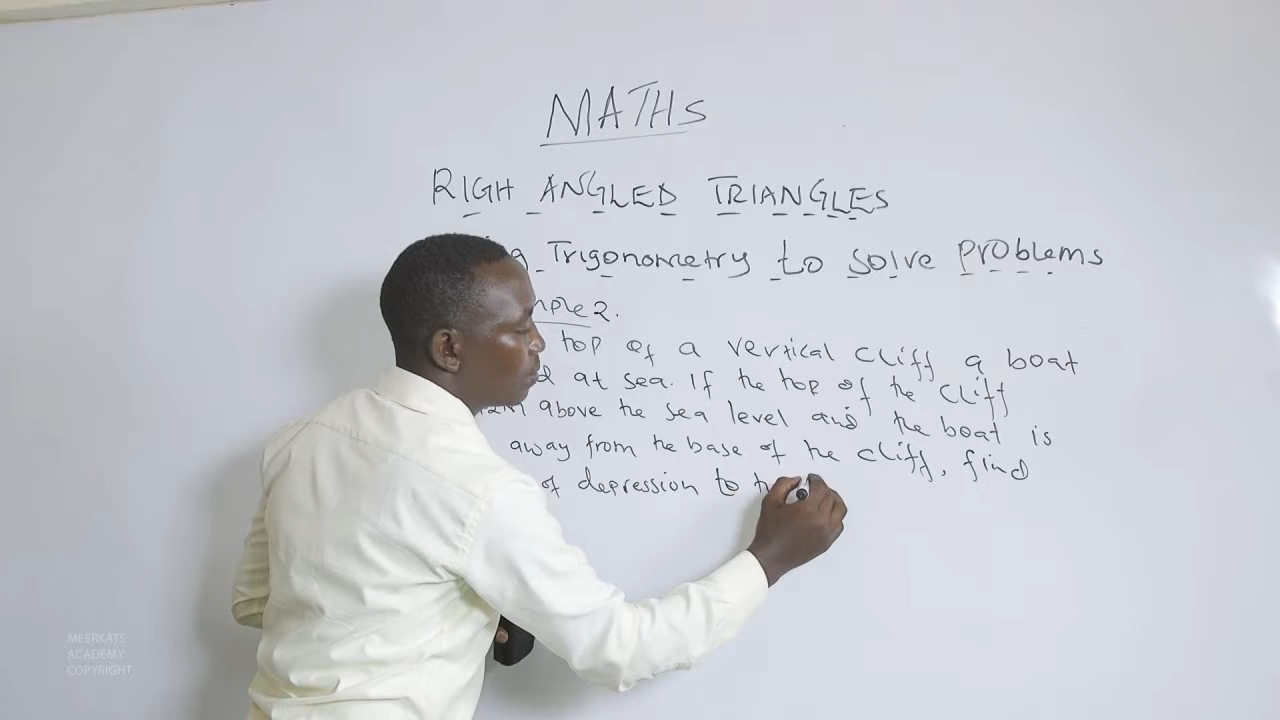 MATHS
RIGH ANGLED TRIANGLES
Trigonometry to solve problems
2.
top of a vertical cliff a boat
at sea. If the top of the cliff
above the sea level and the boat is
away from the base of the cliff, find
of depression to
MEERKATS
ACADEMY
COPYRIGHT